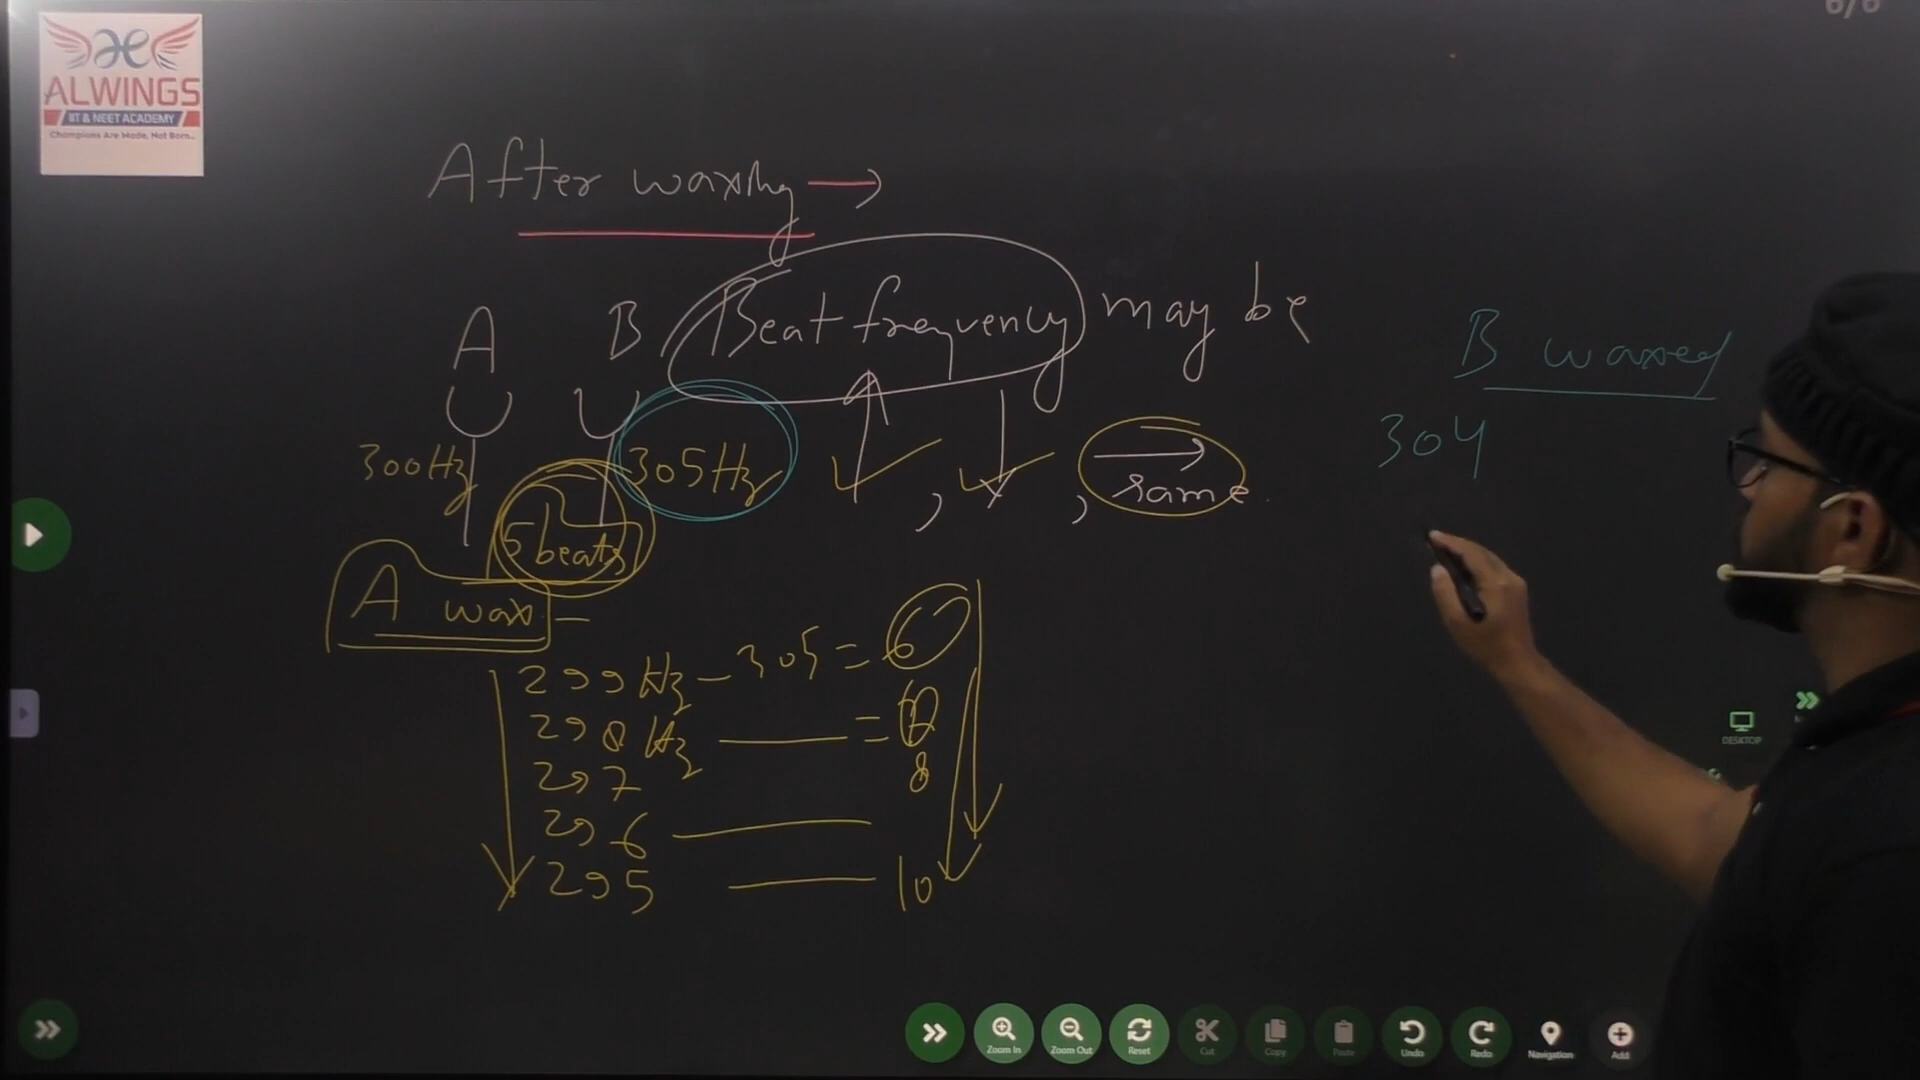 6/6
ALWINGS
IIT & NEET ACADEMY
Champions Are Made, Not Born...
After waxing →
A B Beat frequency may be
B waxed
300Hz 305Hz ↑ , ↓ , → same.
304
5 beats
A wax –
299 Hz – 305 = 6
298 Hz —— =
297 8
296 ——
295 —— 10
DESKTOP
Zoom In Zoom Out Reset Cut Copy Paste Undo Redo Navigation Add